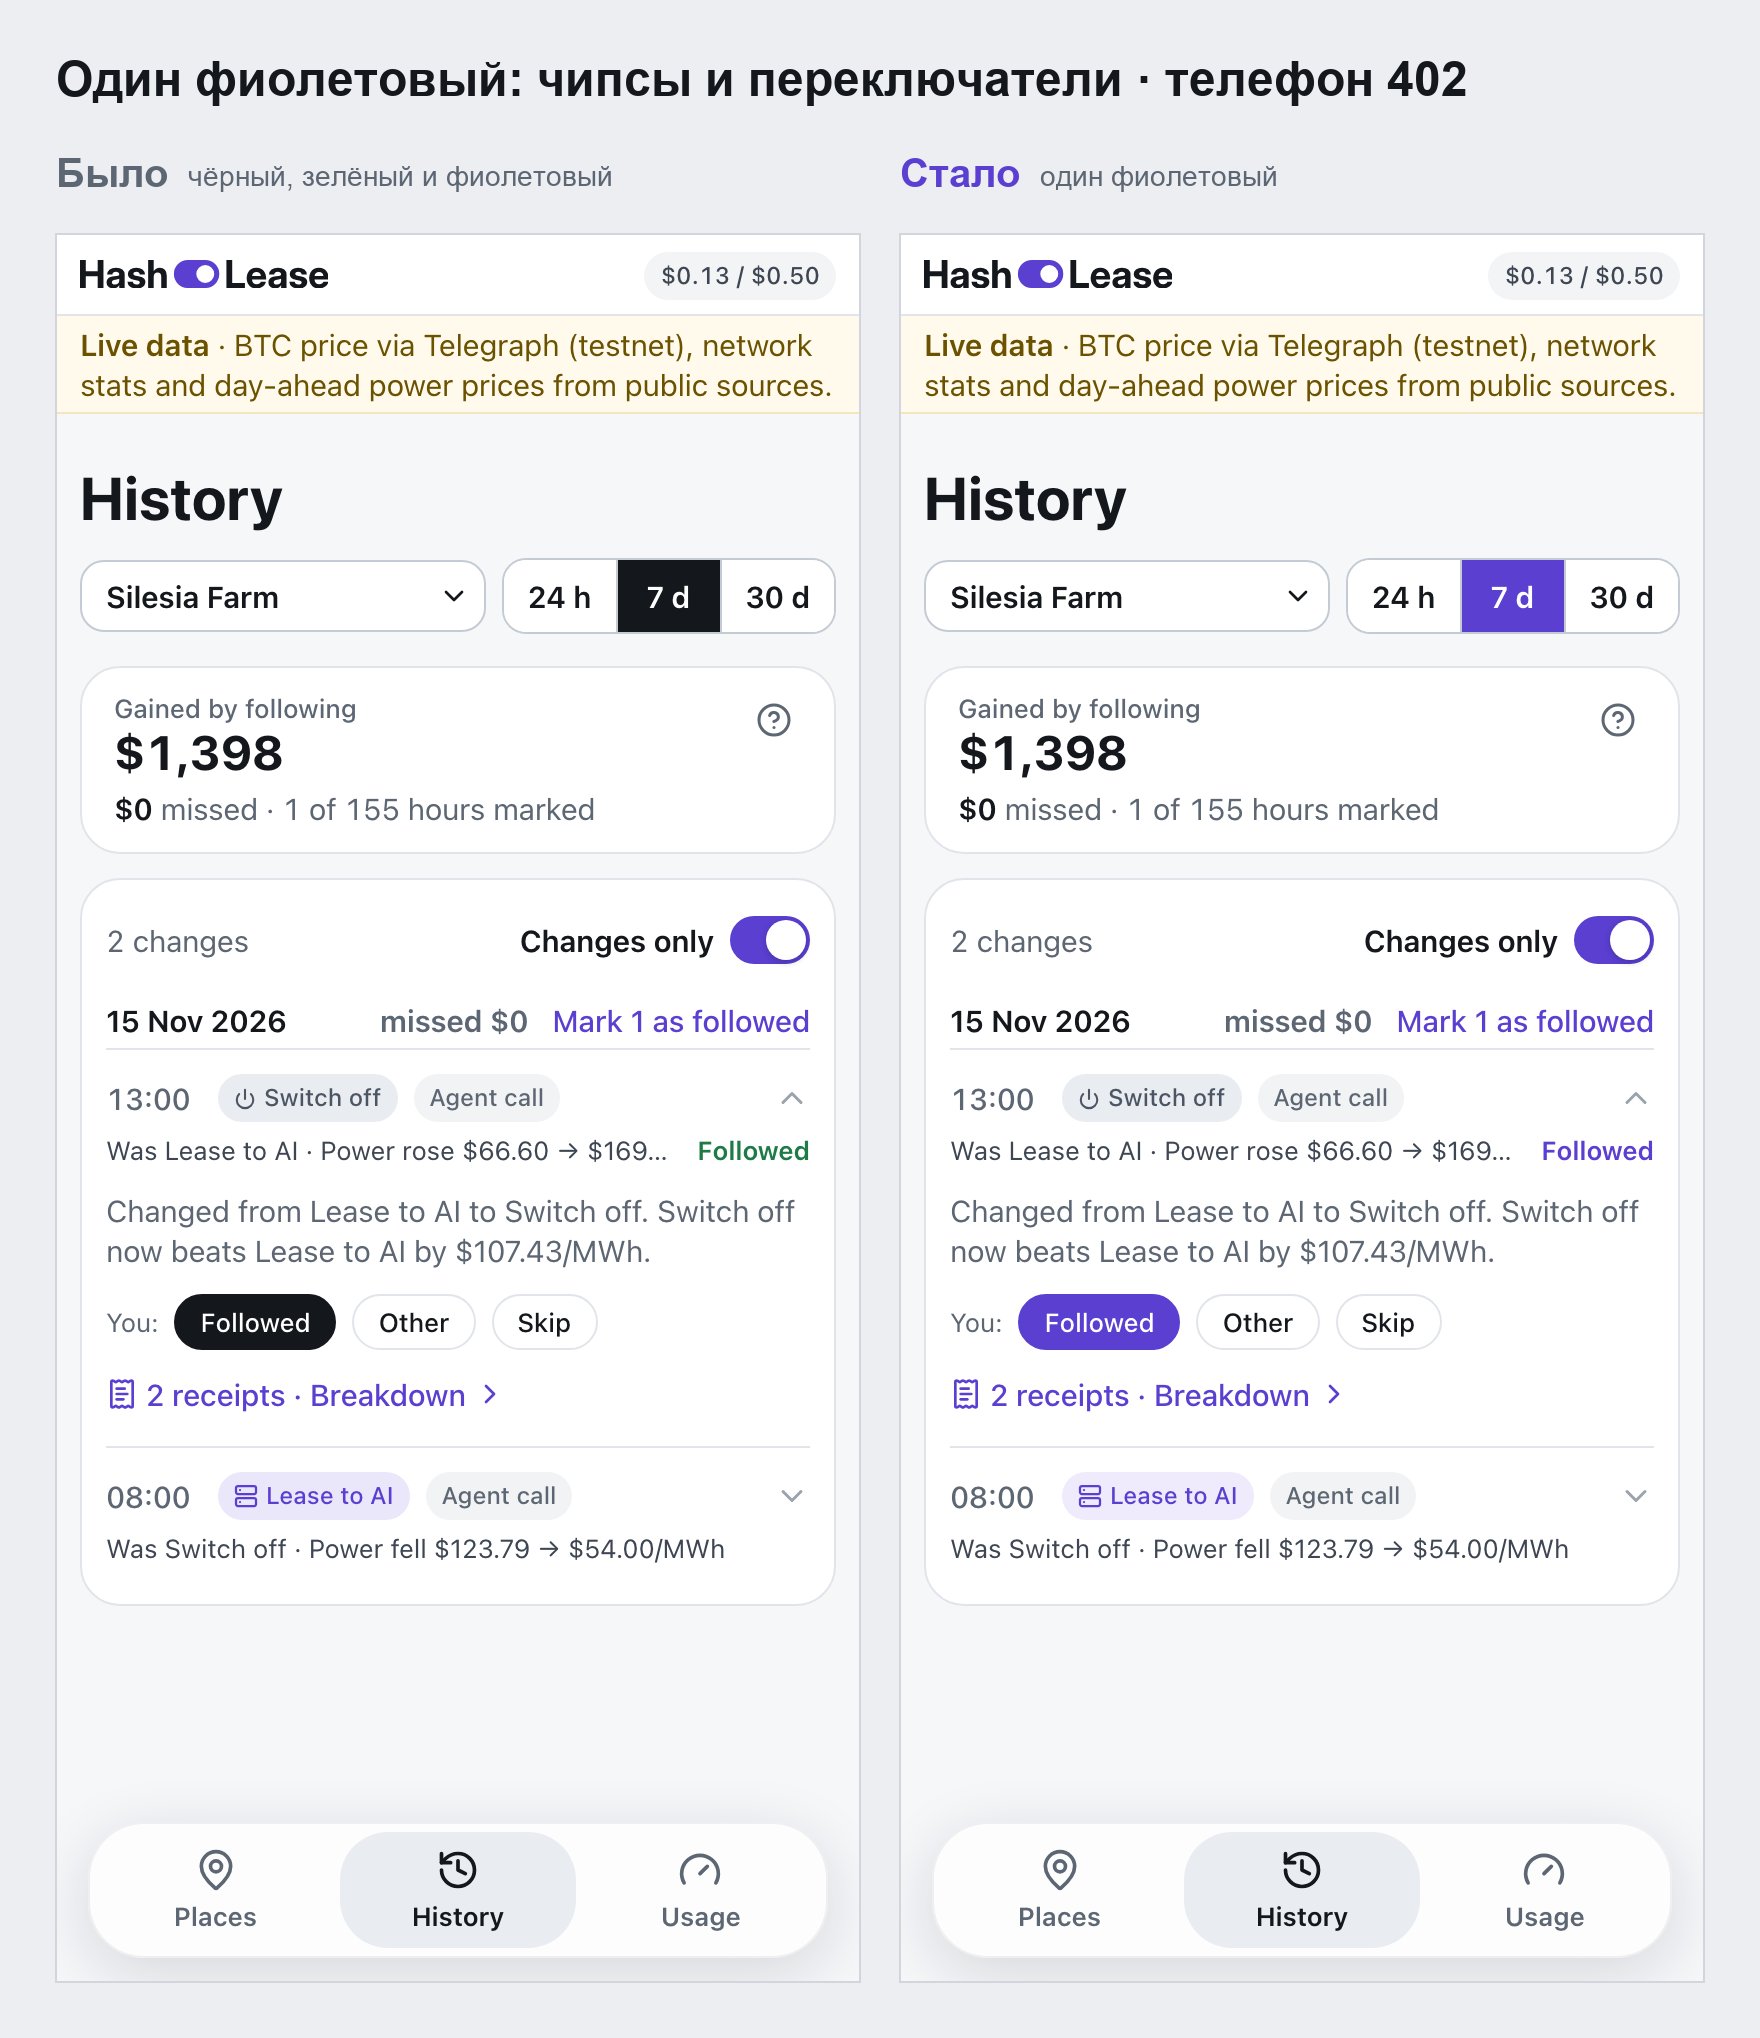 Один фиолетовый: чипсы и переключатели · телефон 402
Было чёрный, зелёный и фиолетовый
Hash Lease $0.13 / $0.50
Live data · BTC price via Telegraph (testnet), network
stats and day-ahead power prices from public sources.
History
Silesia Farm 24 h 7 d 30 d
Gained by following
$1,398
$0 missed · 1 of 155 hours marked
2 changes Changes only
15 Nov 2026 missed $0 Mark 1 as followed
13:00 Switch off Agent call
Was Lease to AI · Power rose $66.60 → $169... Followed
Changed from Lease to AI to Switch off. Switch off
now beats Lease to AI by $107.43/MWh.
You: Followed Other Skip
2 receipts · Breakdown
08:00 Lease to AI Agent call
Was Switch off · Power fell $123.79 → $54.00/MWh
Places History Usage
Стало один фиолетовый
Hash Lease $0.13 / $0.50
Live data · BTC price via Telegraph (testnet), network
stats and day-ahead power prices from public sources.
History
Silesia Farm 24 h 7 d 30 d
Gained by following
$1,398
$0 missed · 1 of 155 hours marked
2 changes Changes only
15 Nov 2026 missed $0 Mark 1 as followed
13:00 Switch off Agent call
Was Lease to AI · Power rose $66.60 → $169... Followed
Changed from Lease to AI to Switch off. Switch off
now beats Lease to AI by $107.43/MWh.
You: Followed Other Skip
2 receipts · Breakdown
08:00 Lease to AI Agent call
Was Switch off · Power fell $123.79 → $54.00/MWh
Places History Usage